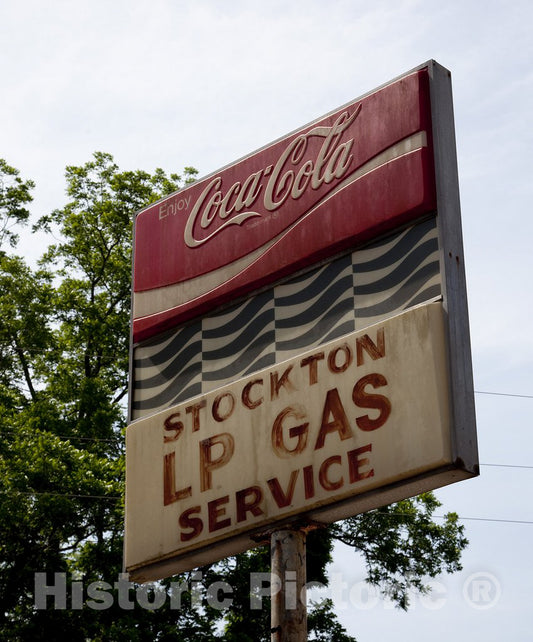 Enjoy
Coca-Cola
STOCKTON
LP GAS
SERVICE
Historic Pictoric ®